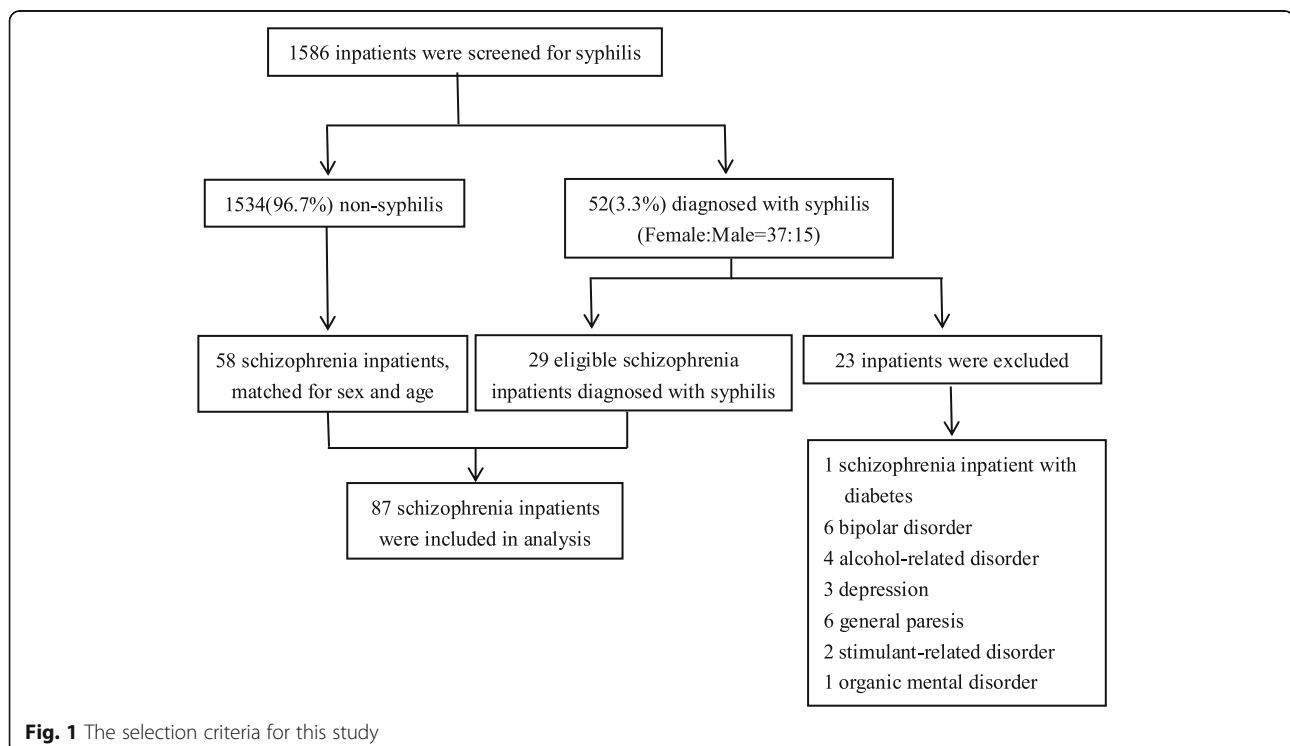 1586 inpatients were screened for syphilis
1534(96.7%) non-syphilis
52(3.3%) diagnosed with syphilis
(Female:Male=37:15)
58 schizophrenia inpatients,
matched for sex and age
29 eligible schizophrenia
inpatients diagnosed with syphilis
23 inpatients were excluded
87 schizophrenia inpatients
were included in analysis
1 schizophrenia inpatient with
diabetes
6 bipolar disorder
4 alcohol-related disorder
3 depression
6 general paresis
2 stimulant-related disorder
1 organic mental disorder
Fig. 1 The selection criteria for this study